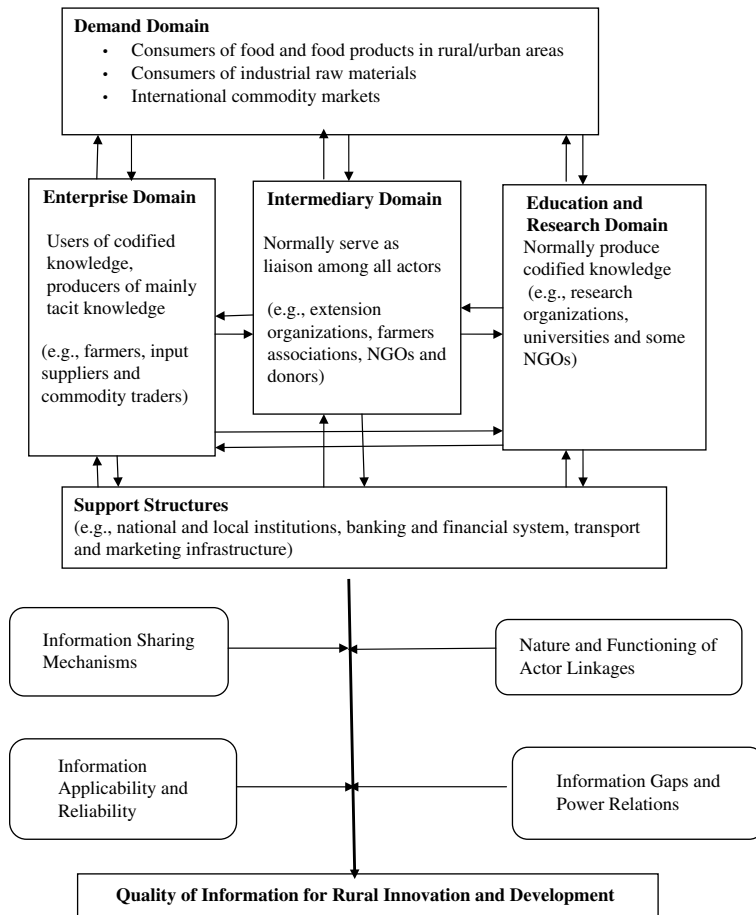 Demand Domain
• Consumers of food and food products in rural/urban areas
• Consumers of industrial raw materials
• International commodity markets
Enterprise Domain
Users of codified
knowledge,
producers of mainly
tacit knowledge
(e.g., farmers, input
suppliers and
commodity traders)
Intermediary Domain
Normally serve as
liaison among all actors
(e.g., extension
organizations, farmers
associations, NGOs and
donors)
Education and
Research Domain
Normally produce
codified knowledge
(e.g., research
organizations,
universities and some
NGOs)
Support Structures
(e.g., national and local institutions, banking and financial system, transport
and marketing infrastructure)
Information Sharing
Mechanisms
Nature and Functioning of
Actor Linkages
Information
Applicability and
Reliability
Information Gaps and
Power Relations
Quality of Information for Rural Innovation and Development